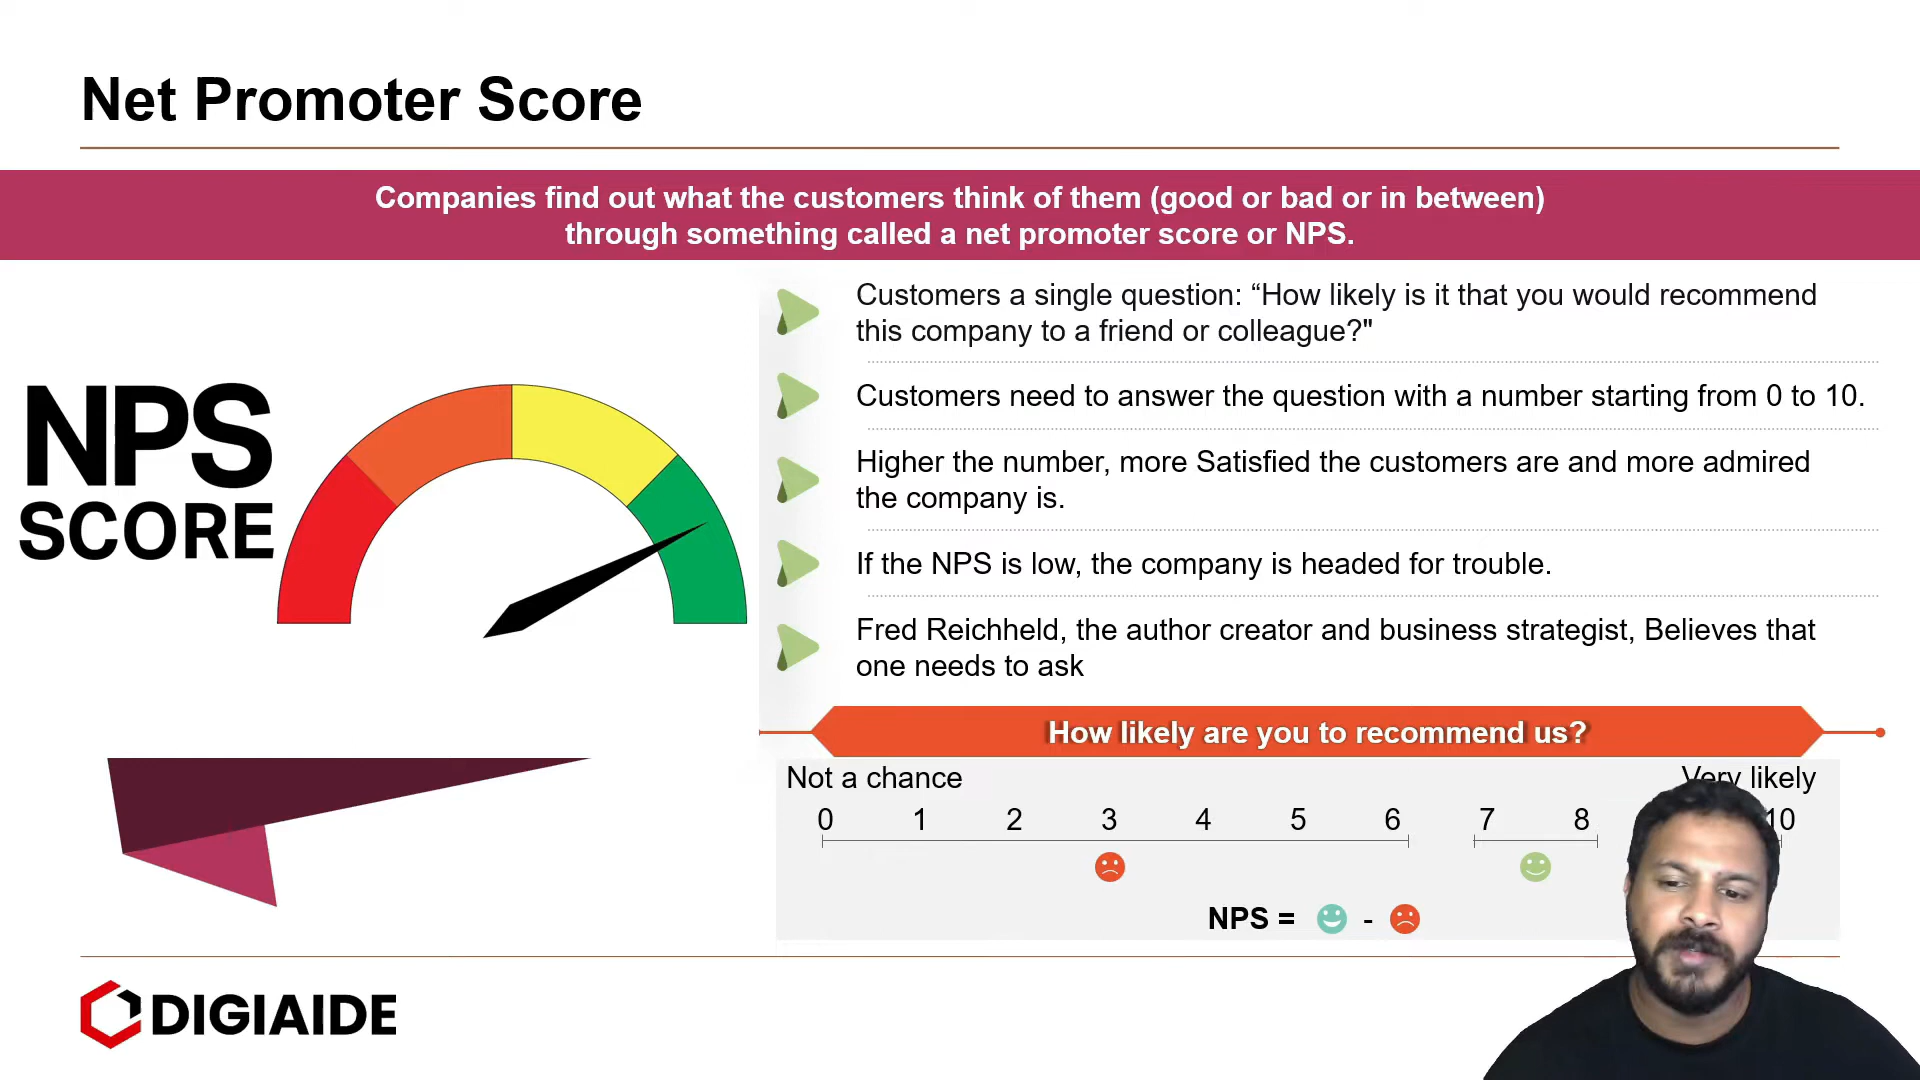 Net Promoter Score
Companies find out what the customers think of them (good or bad or in between)
through something called a net promoter score or NPS.
NPS
SCORE
Customers a single question: “How likely is it that you would recommend
this company to a friend or colleague?"
Customers need to answer the question with a number starting from 0 to 10.
Higher the number, more Satisfied the customers are and more admired
the company is.
If the NPS is low, the company is headed for trouble.
Fred Reichheld, the author creator and business strategist, Believes that
one needs to ask
How likely are you to recommend us?
Not a chance Very likely
0 1 2 3 4 5 6 7 8 10
NPS = -
DIGIAIDE